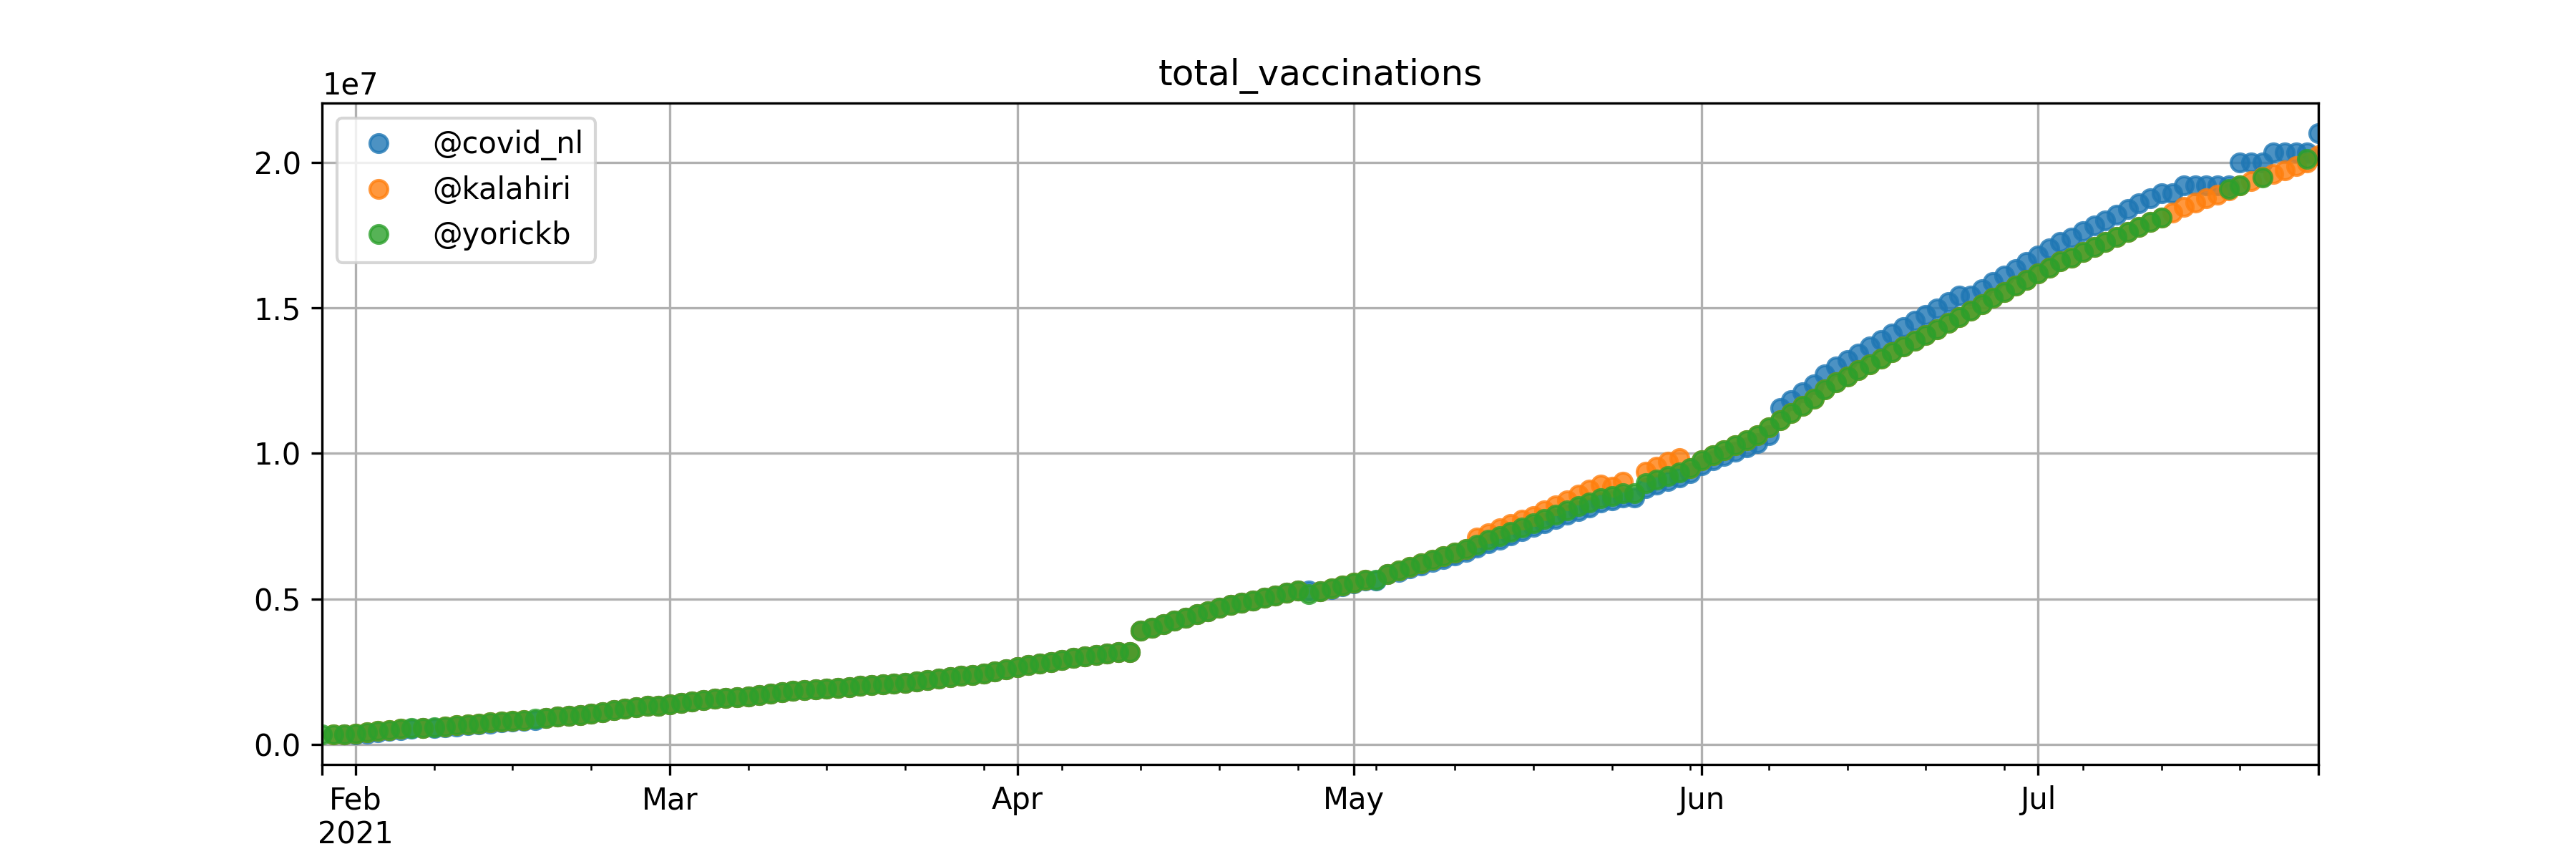 total_vaccinations
1e7
@covid_nl
@kalahiri
@yorickb
2.0
1.5
1.0
0.5
0.0
Feb Mar Apr May Jun Jul
2021